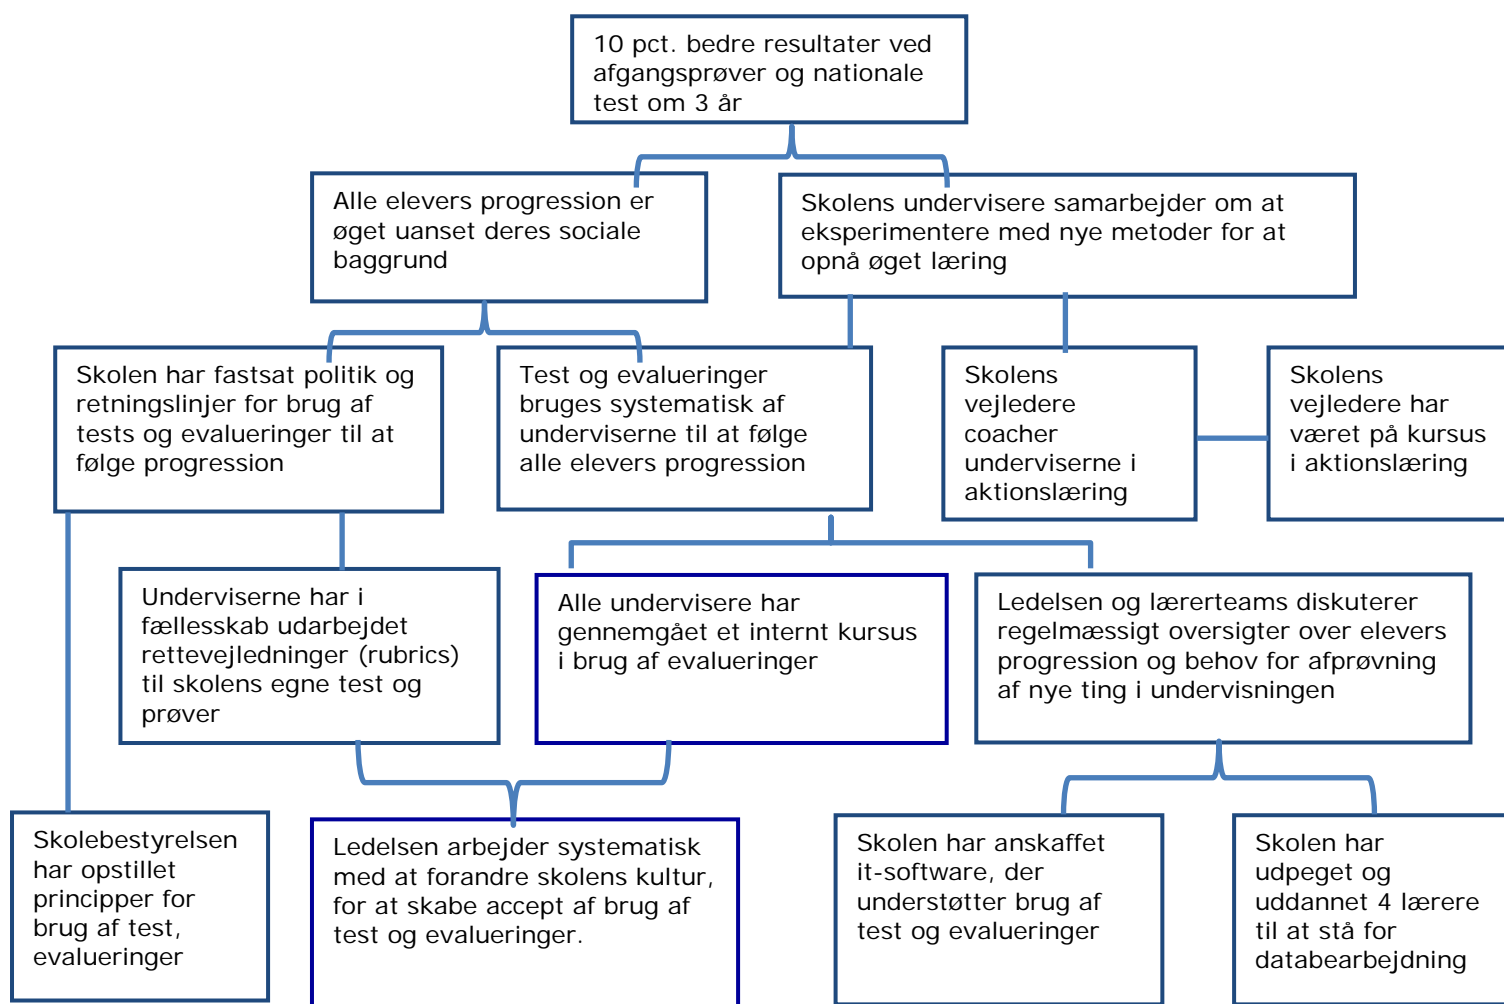 10 pct. bedre resultater ved
afgangsprøver og nationale
test om 3 år
Alle elevers progression er
øget uanset deres sociale
baggrund
Skolens undervisere samarbejder om at
eksperimentere med nye metoder for at
opnå øget læring
Skolen har fastsat politik og
retningslinjer for brug af
tests og evalueringer til at
følge progression
Test og evalueringer
bruges systematisk af
underviserne til at følge
alle elevers progression
Skolens
vejledere
coacher
underviserne i
aktionslæring
Skolens
vejledere har
været på kursus
i aktionslæring
Underviserne har i
fællesskab udarbejdet
rettevejledninger (rubrics)
til skolens egne test og
prøver
Alle undervisere har
gennemgået et internt kursus
i brug af evalueringer
Ledelsen og lærerteams diskuterer
regelmæssigt oversigter over elevers
progression og behov for afprøvning
af nye ting i undervisningen
Skolebestyrelsen
har opstillet
principper for
brug af test,
evalueringer
Ledelsen arbejder systematisk
med at forandre skolens kultur,
for at skabe accept af brug af
test og evalueringer.
Skolen har anskaffet
it-software, der
understøtter brug af
test og evalueringer
Skolen har
udpeget og
uddannet 4 lærere
til at stå for
databearbejdning